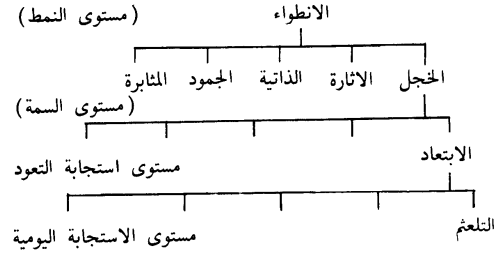 الانطواء (مستوى النمط)
الخجل الاثارة الذاتية الجمود المثابرة
(مستوى السمة)
الابتعاد مستوى استجابة التعود
التلعثم مستوى الاستجابة اليومية